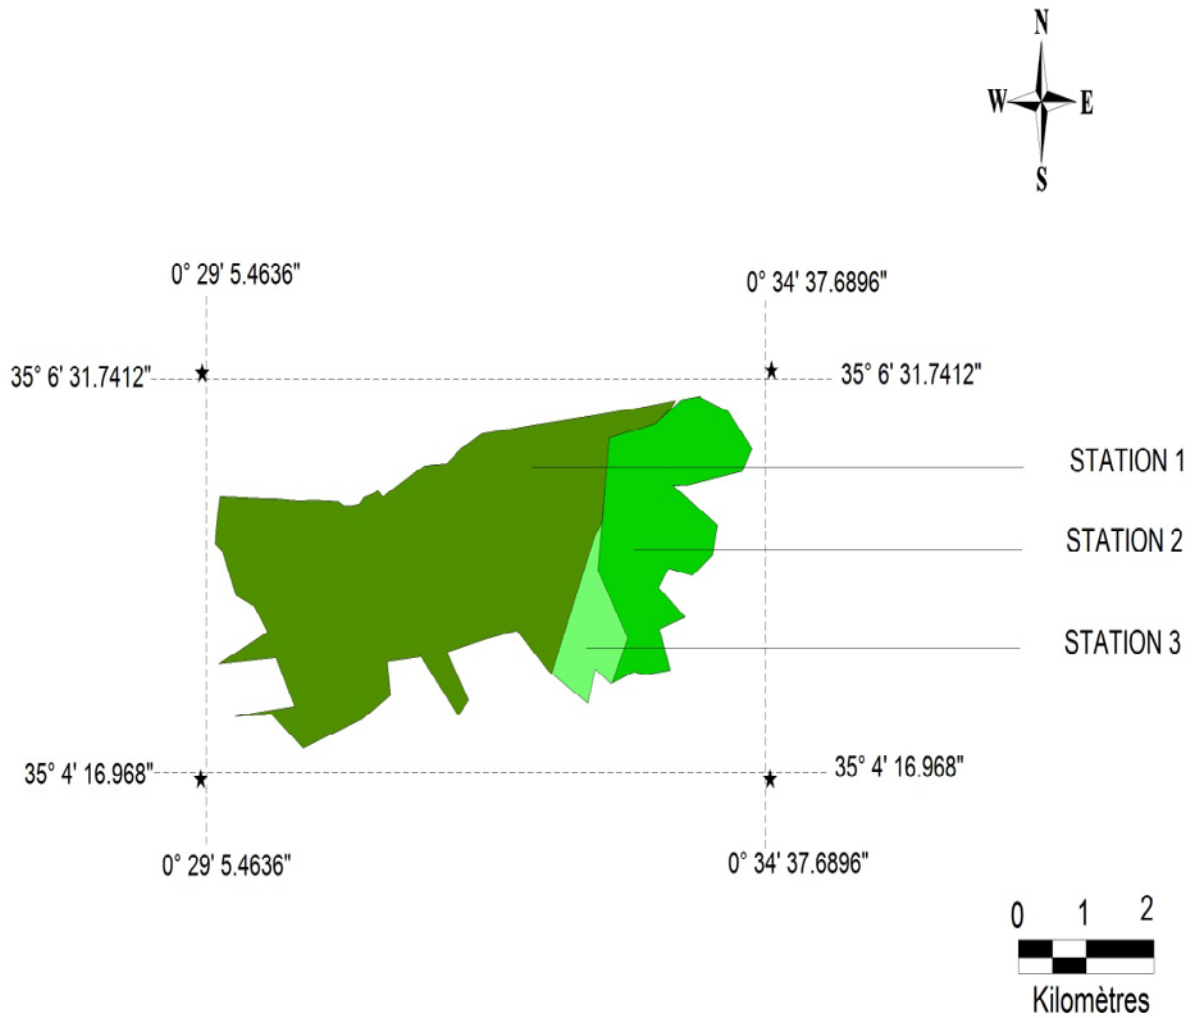 N
W E
S
0° 29' 5.4636"
0° 34' 37.6896"
35° 6' 31.7412"
35° 6' 31.7412"
STATION 1
STATION 2
STATION 3
35° 4' 16.968"
35° 4' 16.968"
0° 29' 5.4636"
0° 34' 37.6896"
0 1 2
Kilomètres